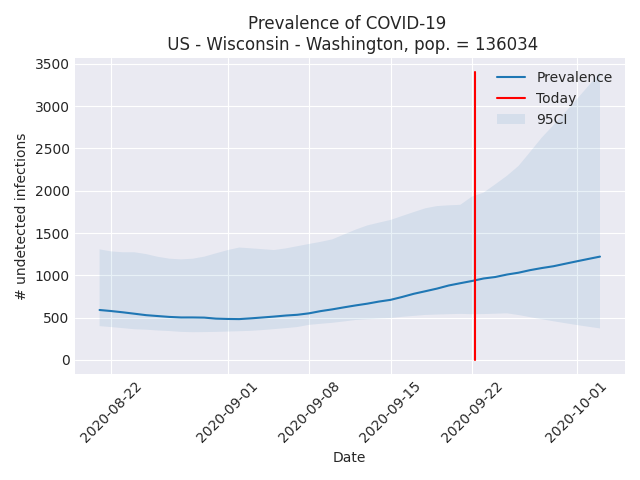 Prevalence of COVID-19
US - Wisconsin - Washington, pop. = 136034
3500
3000
2500
2000
1500
1000
500
0
# undetected infections
Prevalence
Today
95CI
2020-08-22
2020-09-01
2020-09-08
2020-09-15
2020-09-22
2020-10-01
Date